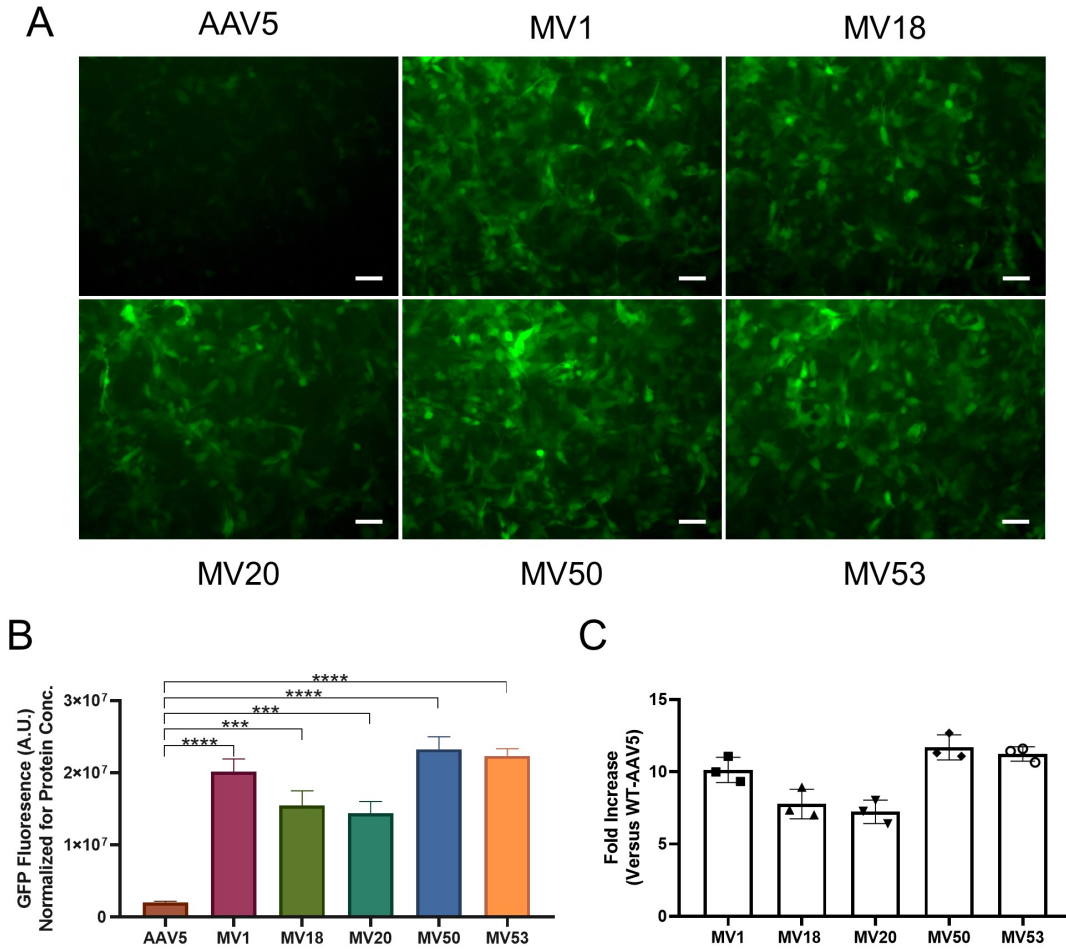 A
AAV5 MV1 MV18
MV20 MV50 MV53
B
GFP Fluoresence (A.U.)
Normalized for Protein Conc.
3×10⁷
2×10⁷
1×10⁷
0
****
****
***
***
****
AAV5 MV1 MV18 MV20 MV50 MV53
C
Fold Increase
(Versus WT-AAV5)
15
10
5
0
MV1 MV18 MV20 MV50 MV53